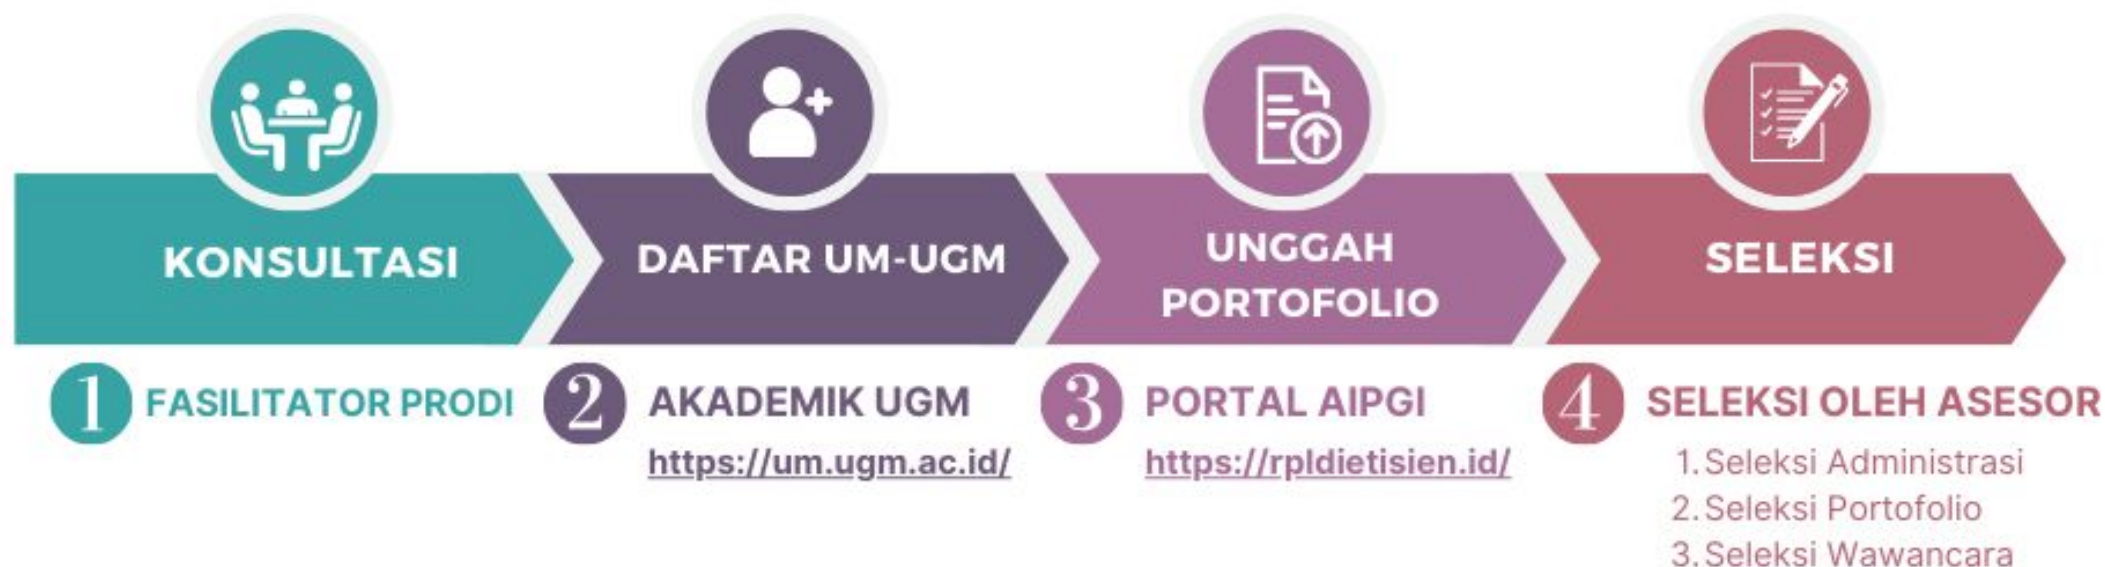 KONSULTASI
DAFTAR UM-UGM
UNGGAH
PORTOFOLIO
SELEKSI
1 FASILITATOR PRODI
2 AKADEMIK UGM
https://um.ugm.ac.id/
3 PORTAL AIPGI
https://rpldietisien.id/
4 SELEKSI OLEH ASESOR
1. Seleksi Administrasi
2. Seleksi Portofolio
3. Seleksi Wawancara